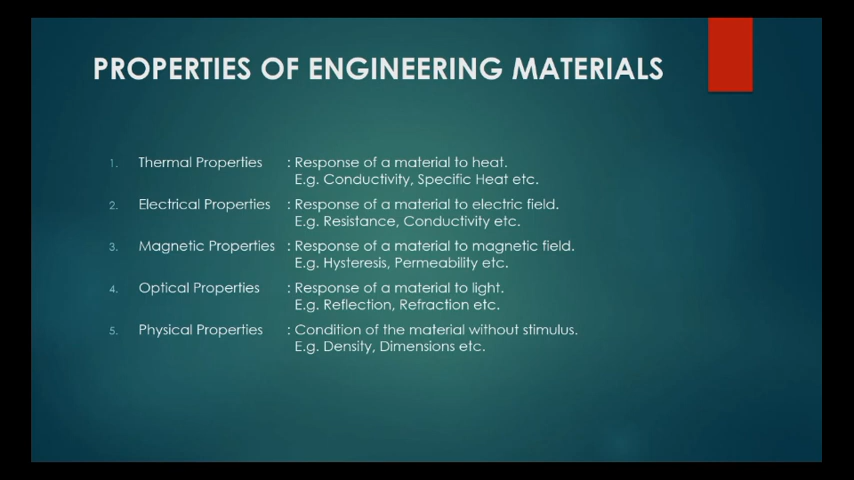 PROPERTIES OF ENGINEERING MATERIALS
1. Thermal Properties : Response of a material to heat.
E.g. Conductivity, Specific Heat etc.
2. Electrical Properties : Response of a material to electric field.
E.g. Resistance, Conductivity etc.
3. Magnetic Properties : Response of a material to magnetic field.
E.g. Hysteresis, Permeability etc.
4. Optical Properties : Response of a material to light.
E.g. Reflection, Refraction etc.
5. Physical Properties : Condition of the material without stimulus.
E.g. Density, Dimensions etc.